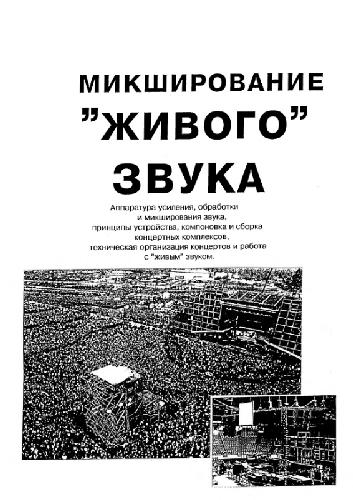 МИКШИРОВАНИЕ
"ЖИВОГО"
ЗВУКА
Аппаратура усиления, обработки
и микширования звука,
принципы устройства, компоновка и сборка
концертных комплексов,
техническая организация концертов и работа
с "живым" звуком.